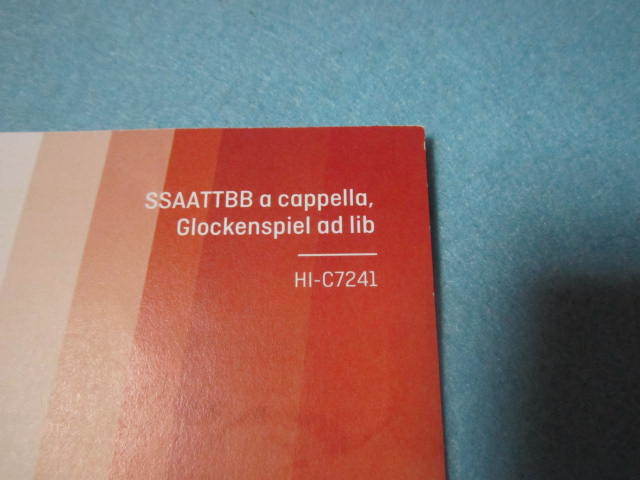 SSAATTBB a cappella,
Glockenspiel ad lib
HI-C7241